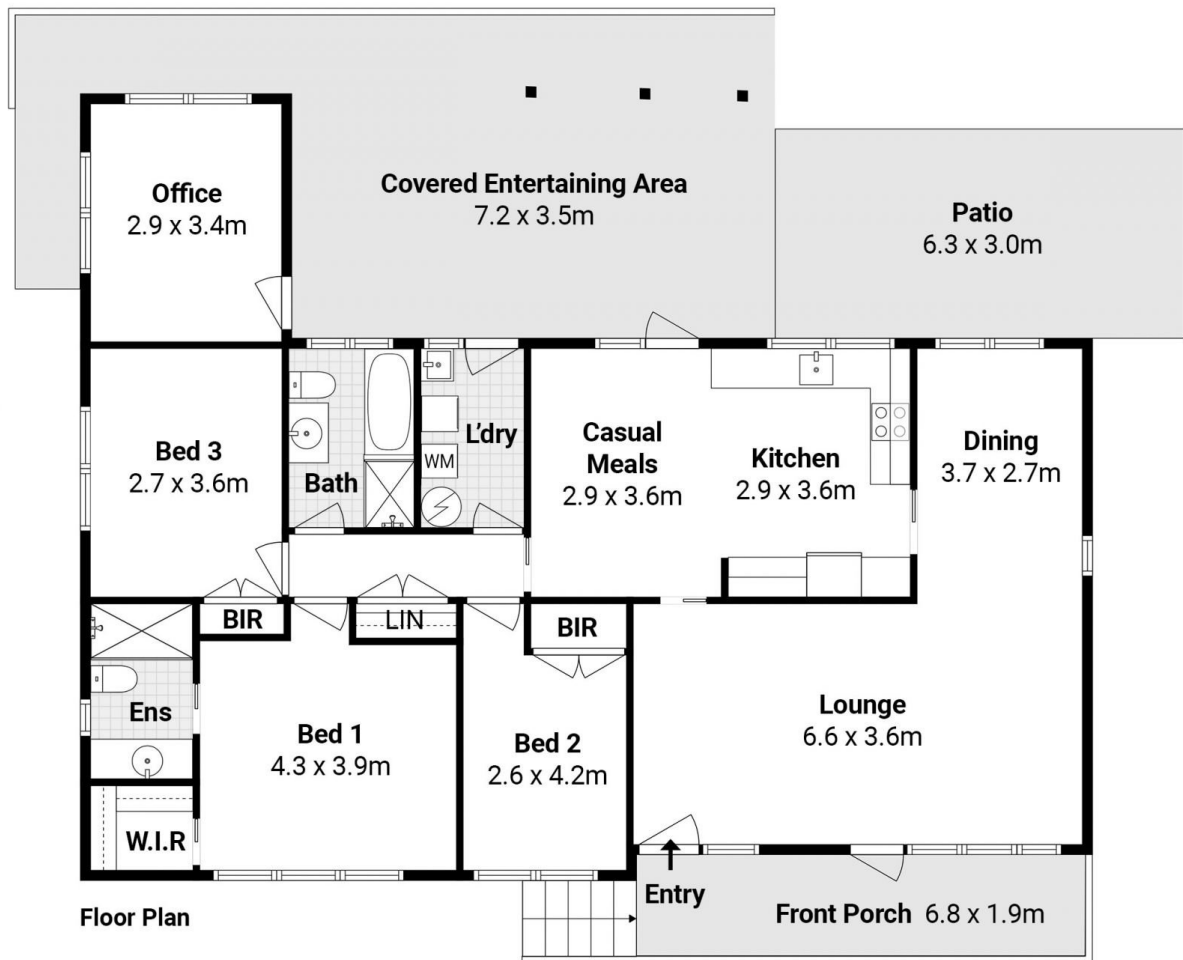 Office
2.9 x 3.4m
Covered Entertaining Area
7.2 x 3.5m
Patio
6.3 x 3.0m
Bed 3
2.7 x 3.6m
Bath
L'dry
WM
Casual
Meals
2.9 x 3.6m
Kitchen
2.9 x 3.6m
Dining
3.7 x 2.7m
BIR
LIN
BIR
Ens
Bed 1
4.3 x 3.9m
Bed 2
2.6 x 4.2m
Lounge
6.6 x 3.6m
W.I.R
Entry
Front Porch 6.8 x 1.9m
Floor Plan